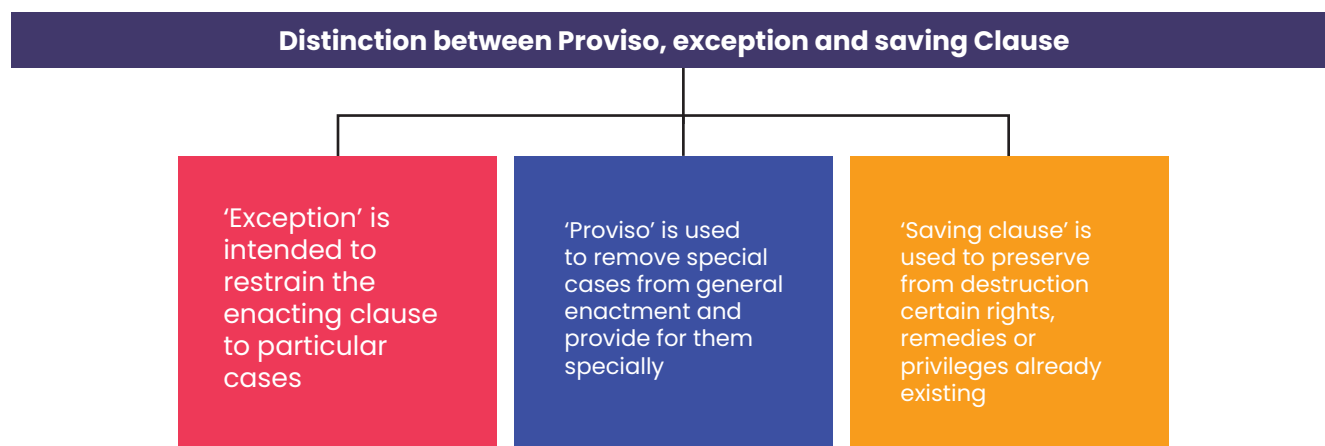 Distinction between Proviso, exception and saving Clause
‘Exception’ is
intended to
restrain the
enacting clause
to particular
cases
‘Proviso’ is used
to remove special
cases from general
enactment and
provide for them
specially
‘Saving clause’ is
used to preserve
from destruction
certain rights,
remedies or
privileges already
existing